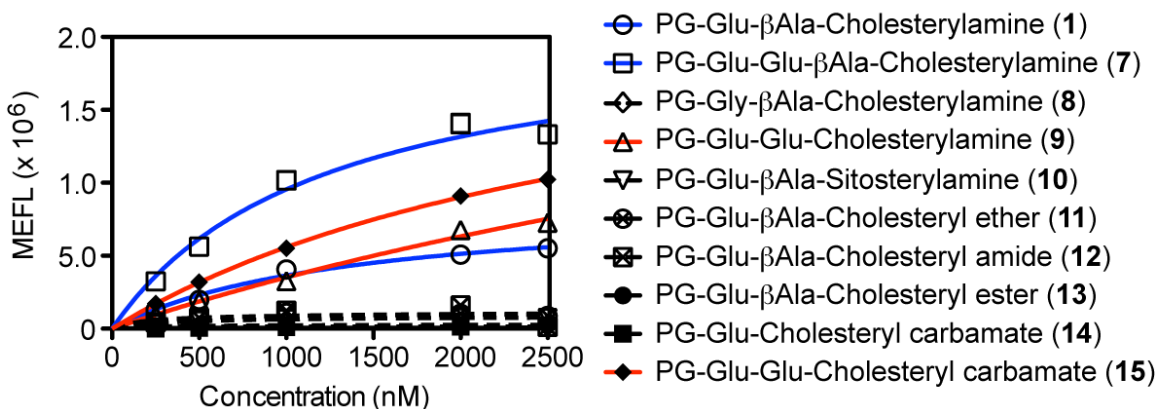 MEFL (x 10⁶)
2.0
1.5
1.0
5.0
0
0 500 1000 1500 2000 2500
Concentration (nM)
PG-Glu-βAla-Cholesterylamine (1)
PG-Glu-Glu-βAla-Cholesterylamine (7)
PG-Gly-βAla-Cholesterylamine (8)
PG-Glu-Glu-Cholesterylamine (9)
PG-Glu-βAla-Sitosterylamine (10)
PG-Glu-βAla-Cholesteryl ether (11)
PG-Glu-βAla-Cholesteryl amide (12)
PG-Glu-βAla-Cholesteryl ester (13)
PG-Glu-Cholesteryl carbamate (14)
PG-Glu-Glu-Cholesteryl carbamate (15)